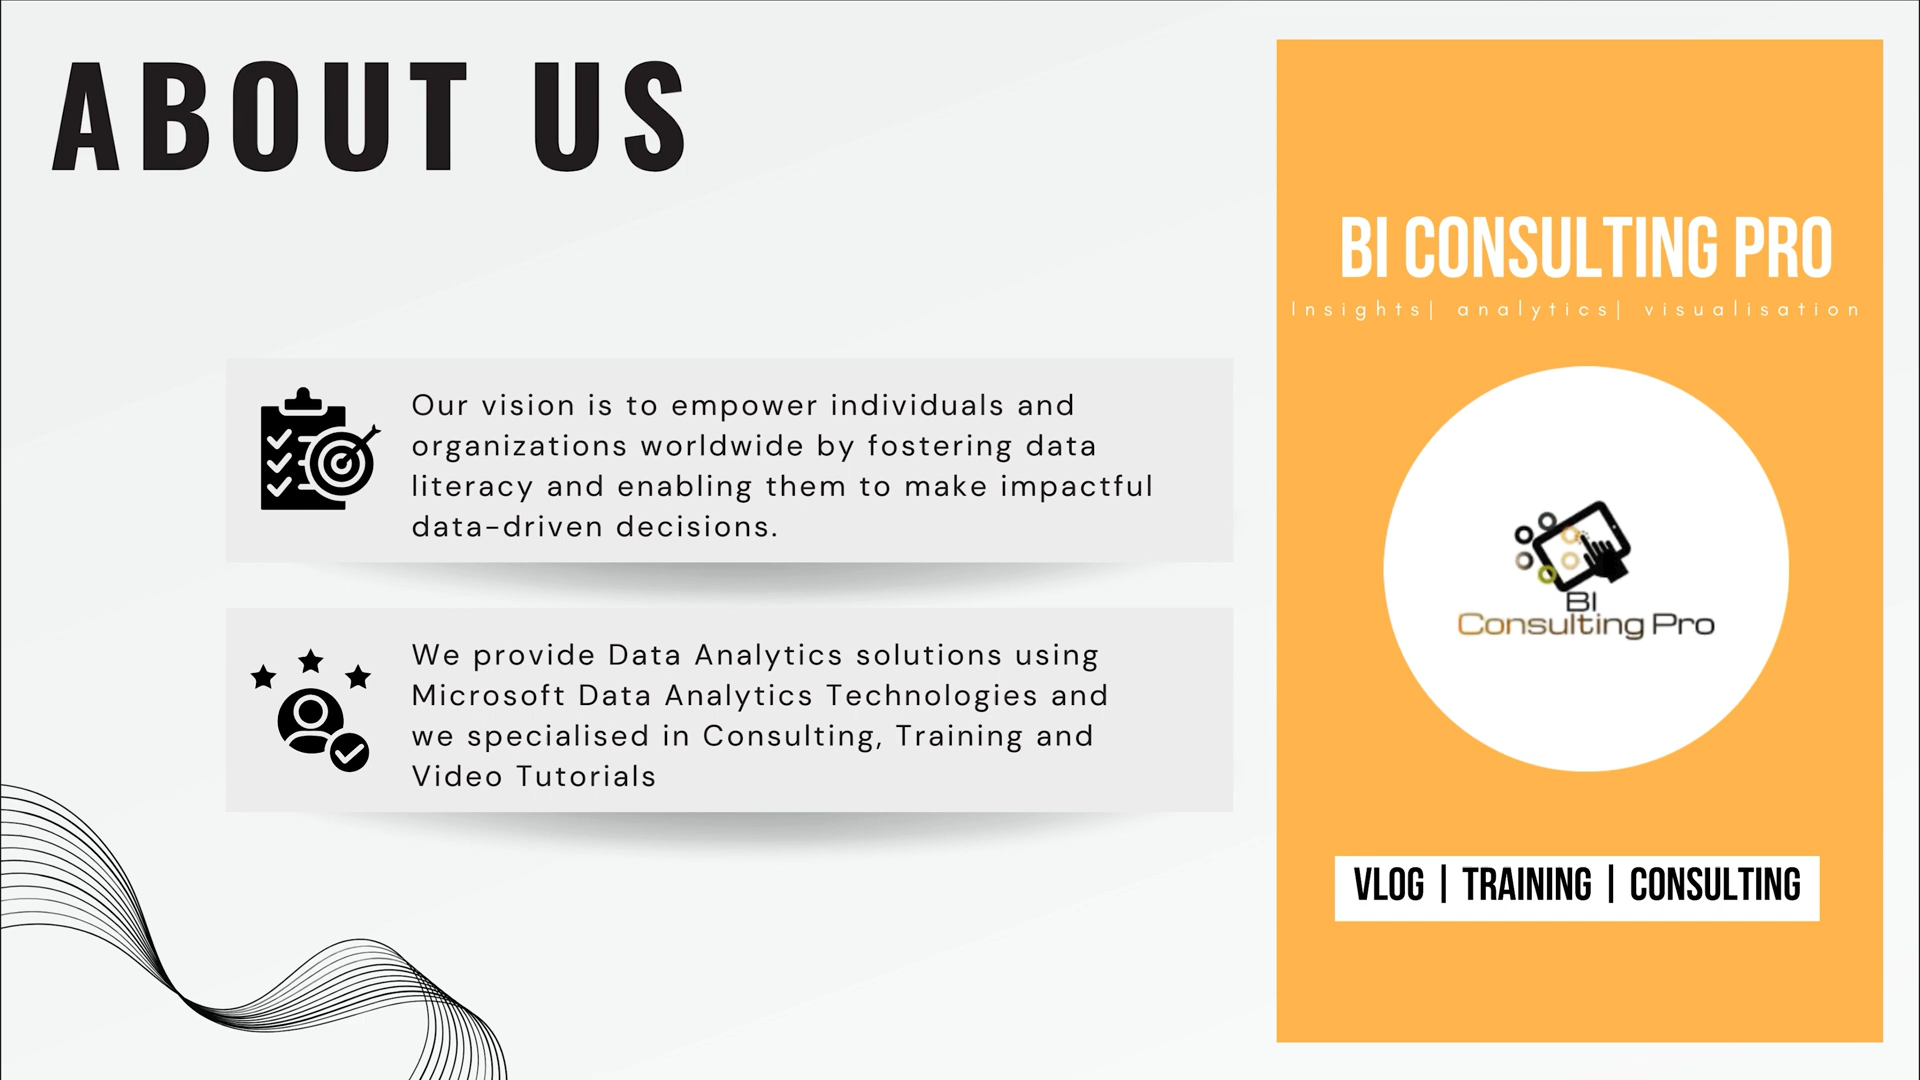 ABOUT US
Our vision is to empower individuals and
organizations worldwide by fostering data
literacy and enabling them to make impactful
data-driven decisions.
We provide Data Analytics solutions using
Microsoft Data Analytics Technologies and
we specialised in Consulting, Training and
Video Tutorials
BI CONSULTING PRO
Insights| analytics| visualisation
BI
Consulting Pro
VLOG | TRAINING | CONSULTING